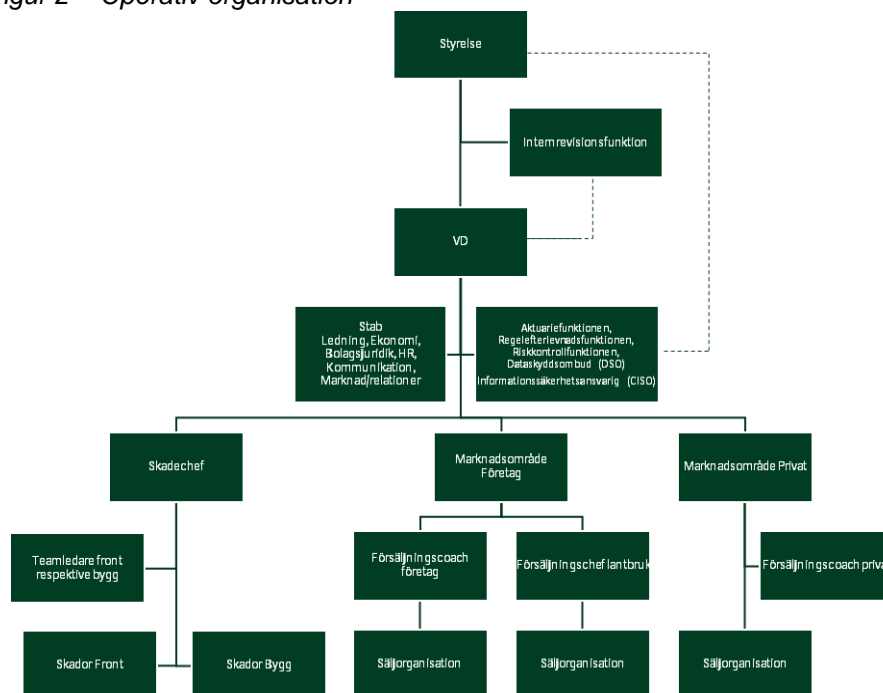 Figur 2 – Operativ organisation
Styrelse
Internrevisionsfunktion
VD
Stab
Ledning, Ekonomi,
Bolagsjuridik, HR,
Kommunikation,
Marknad/relationer
Aktuariefunktionen,
Regelefterlevnadsfunktionen,
Riskkontrollfunktionen,
Dataskyddsombud (DSO)
Informationssäkerhetsansvarig (CISO)
Skadechef
Marknadsområde
Företag
Marknadsområde Privat
Teamledare front
respektive bygg
Försäljningscoach
företag
Försäljningschef lantbruk
Försäljningscoach privat
Skador Front
Skador Bygg
Säljorganisation
Säljorganisation
Säljorganisation